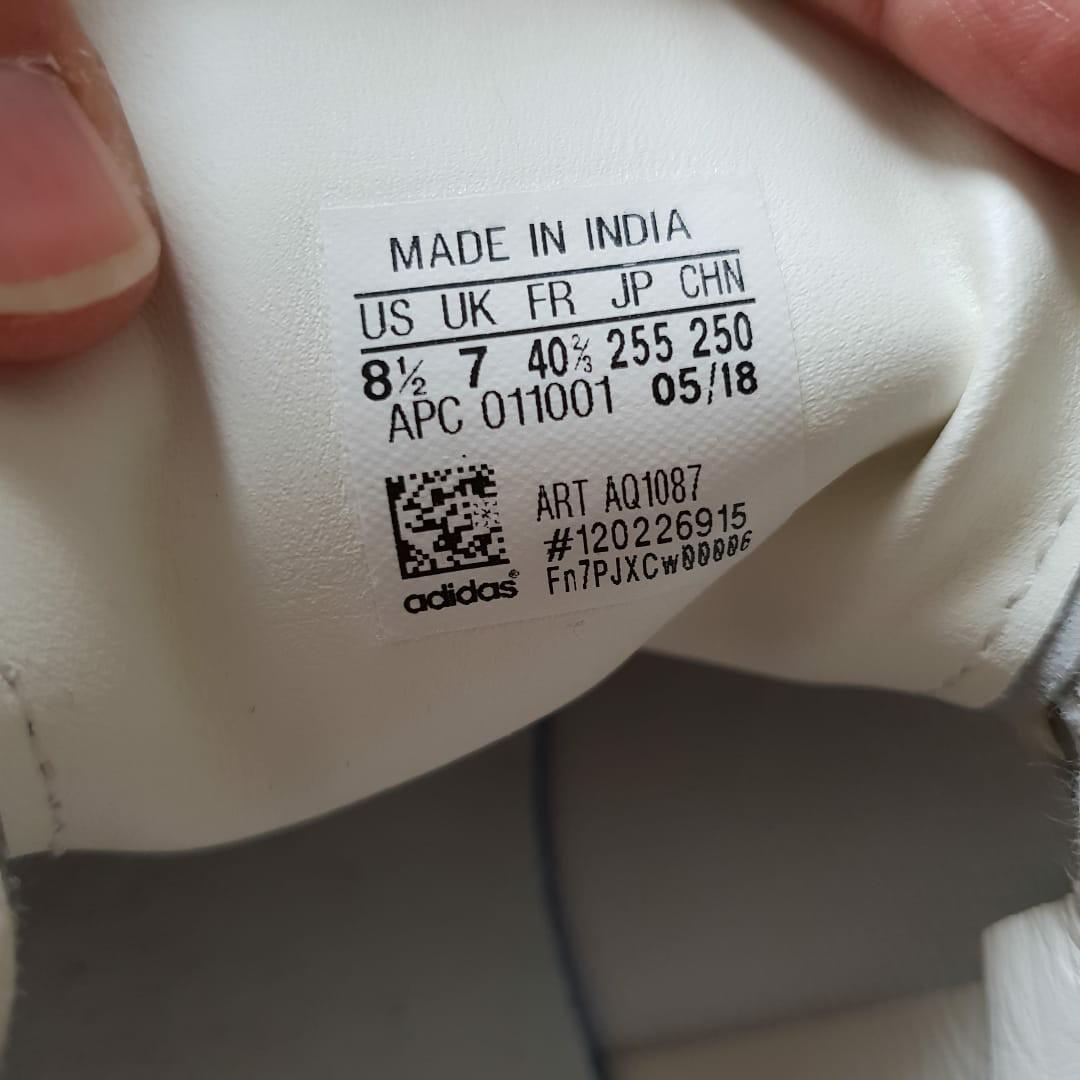 MADE IN INDIA
US UK FR JP CHN
8½ 7 40⅔ 255 250
APC 011001 05/18
ART AQ1087
#120226915
Fn7PJXCw00006
adidas®